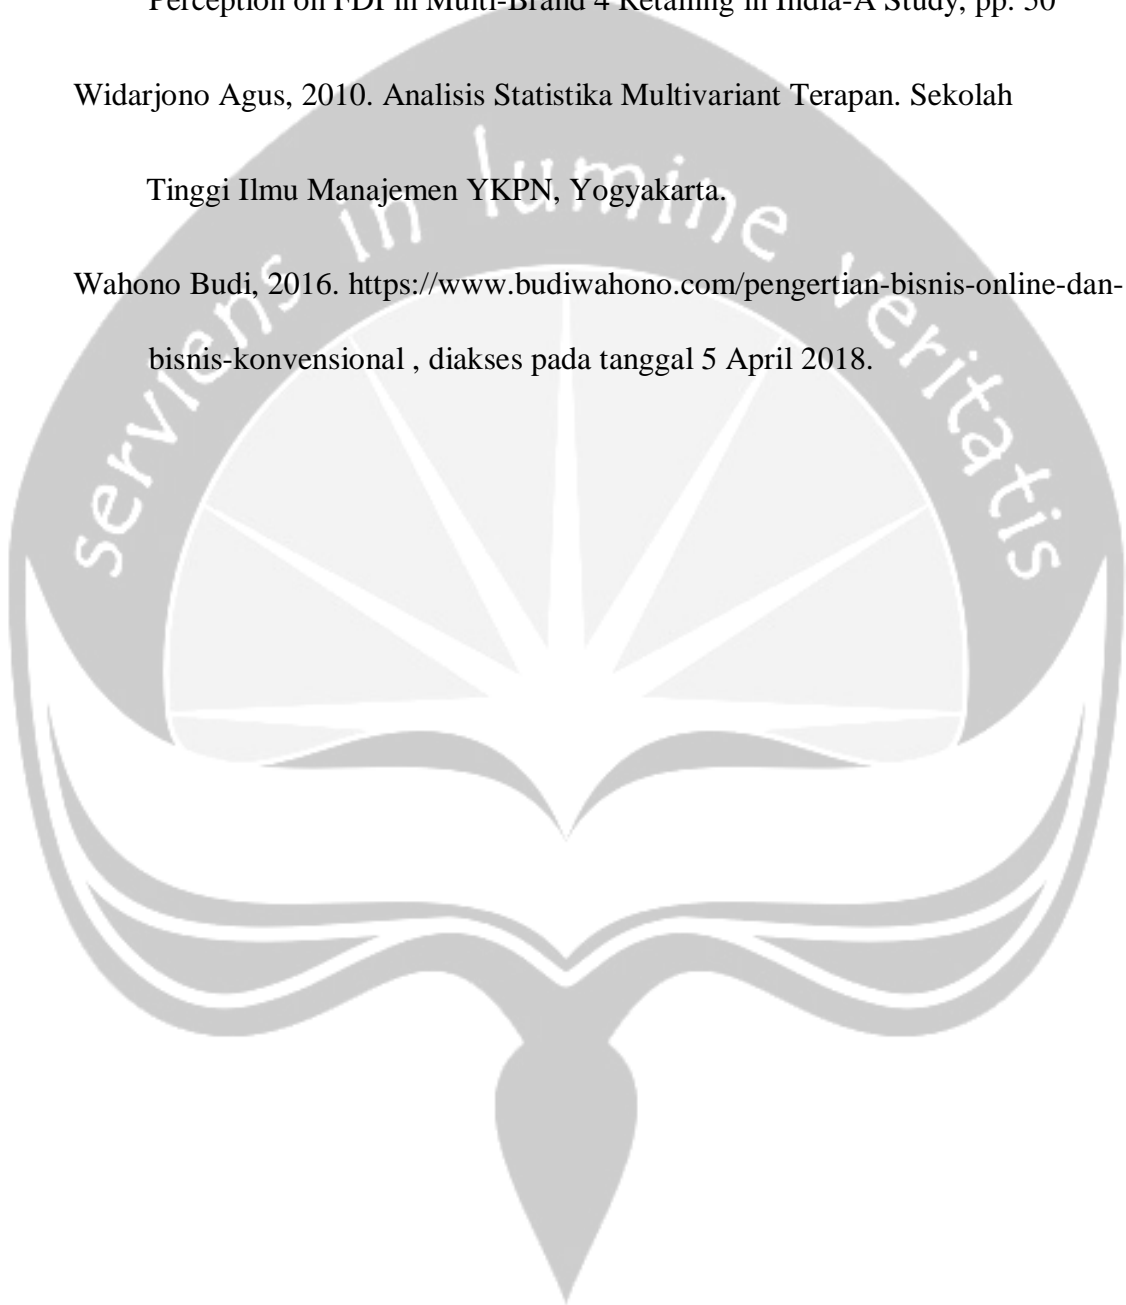 Perception on FDI in Multi-Brand 4 Retailing in India-A Study, pp. 50
Widarjono Agus, 2010. Analisis Statistika Multivariant Terapan. Sekolah
Tinggi Ilmu Manajemen YKPN, Yogyakarta.
Wahono Budi, 2016. https://www.budiwahono.com/pengertian-bisnis-online-dan-
bisnis-konvensional , diakses pada tanggal 5 April 2018.
serviens in lumine veritatis